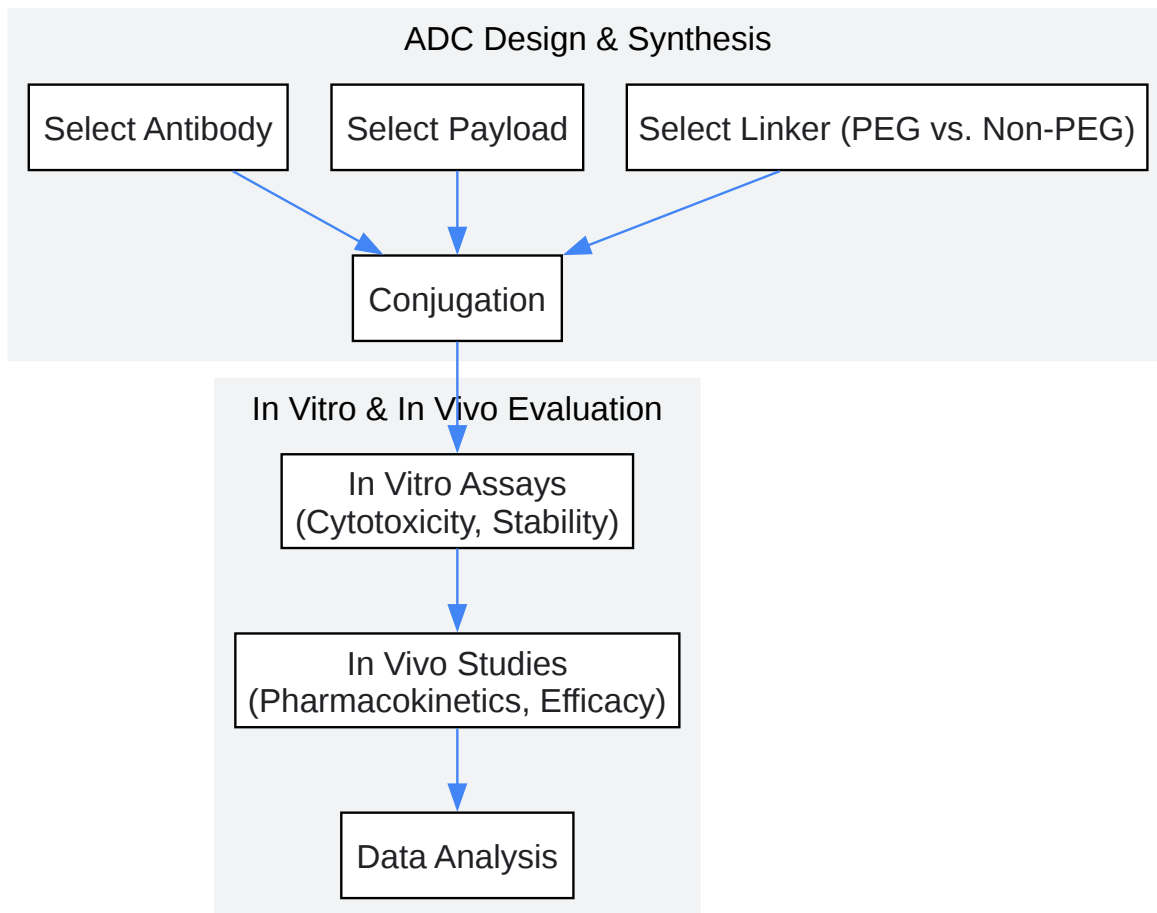 ADC Design & Synthesis
Select Antibody
Select Payload
Select Linker (PEG vs. Non-PEG)
Conjugation
In Vitro & In Vivo Evaluation
In Vitro Assays
(Cytotoxicity, Stability)
In Vivo Studies
(Pharmacokinetics, Efficacy)
Data Analysis